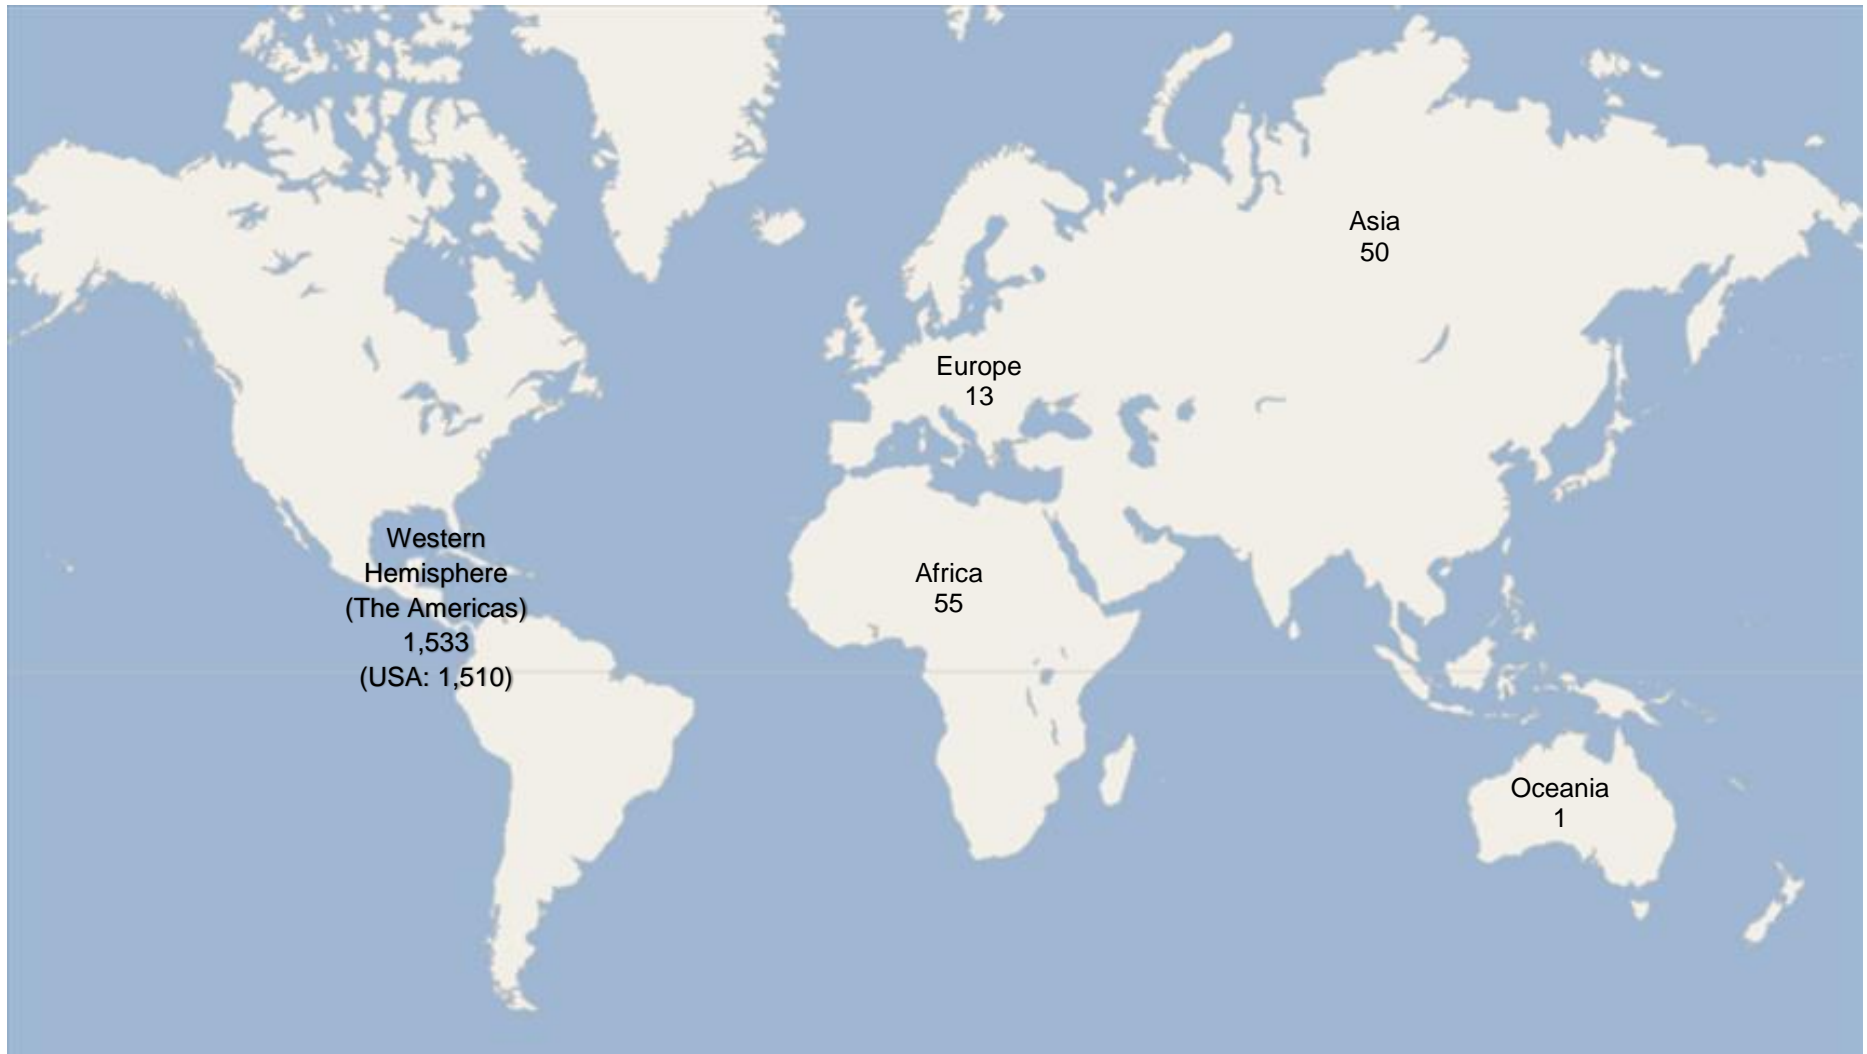 Asia
50
Europe
13
Western
Hemisphere
(The Americas)
1,533
(USA: 1,510)
Africa
55
Oceania
1